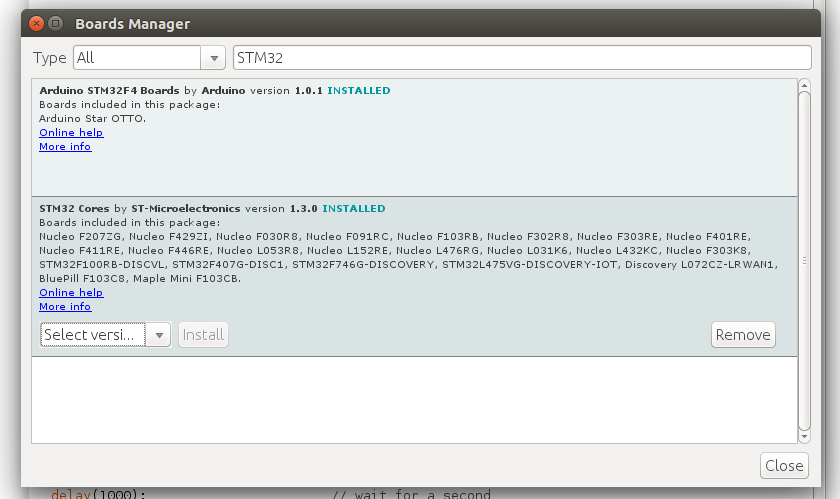 Boards Manager
Type All STM32
Arduino STM32F4 Boards by Arduino version 1.0.1 INSTALLED
Boards included in this package:
Arduino Star OTTO.
Online help
More info
STM32 Cores by ST-Microelectronics version 1.3.0 INSTALLED
Boards included in this package:
Nucleo F207ZG, Nucleo F429ZI, Nucleo F030R8, Nucleo F091RC, Nucleo F103RB, Nucleo F302R8, Nucleo F303RE, Nucleo F401RE,
Nucleo F411RE, Nucleo F446RE, Nucleo L053R8, Nucleo L152RE, Nucleo L476RG, Nucleo L031K6, Nucleo L432KC, Nucleo F303K8,
STM32F100RB-DISCVL, STM32F407G-DISC1, STM32F746G-DISCOVERY, STM32L475VG-DISCOVERY-IOT, Discovery L072CZ-LRWAN1,
BluePill F103C8, Maple Mini F103CB.
Online help
More info
Select versi... Install Remove
Close
delay(1000); // wait for a second